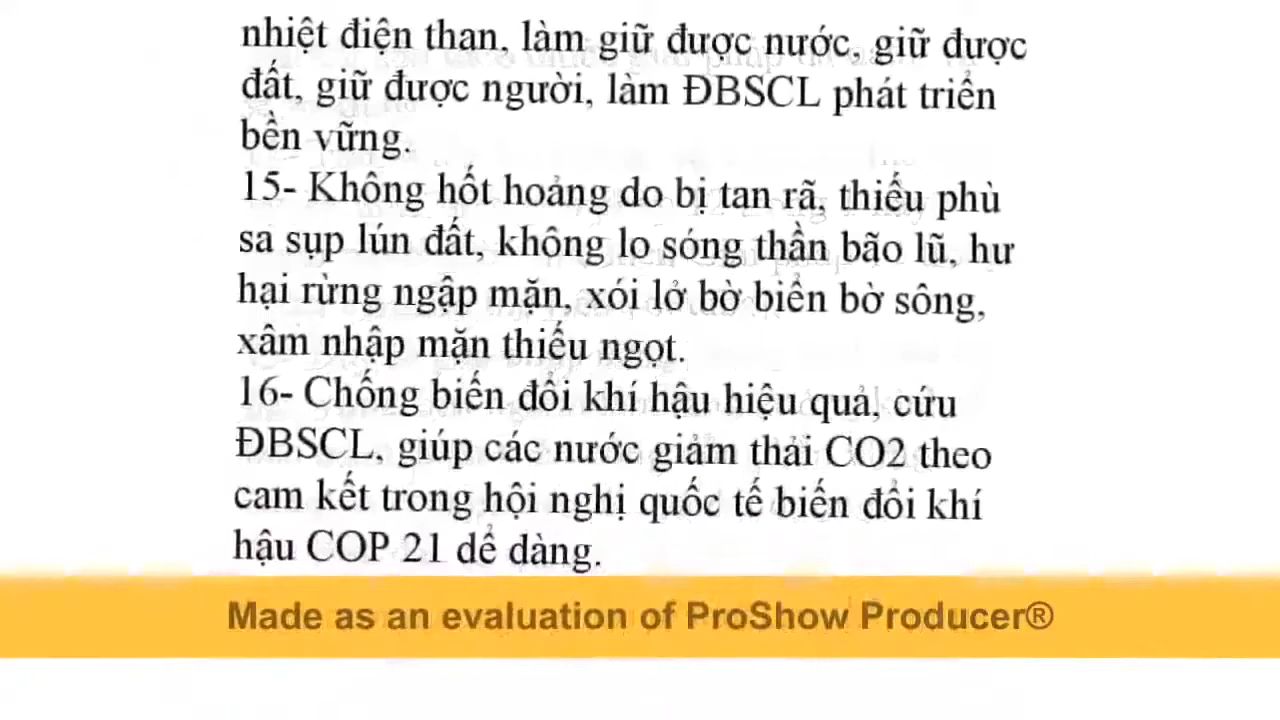 nhiệt điện than, làm giữ được nước, giữ được
đất, giữ được người, làm ĐBSCL phát triển
bền vững.
15- Không hốt hoảng do bị tan rã, thiếu phù
sa sụp lún đất, không lo sóng thần bão lũ, hư
hại rừng ngập mặn, xói lở bờ biển bờ sông,
xâm nhập mặn thiếu ngọt.
16- Chống biến đổi khí hậu hiệu quả, cứu
ĐBSCL, giúp các nước giảm thải CO2 theo
cam kết trong hội nghị quốc tế biến đổi khí
hậu COP 21 dể dàng.
Made as an evaluation of ProShow Producer®